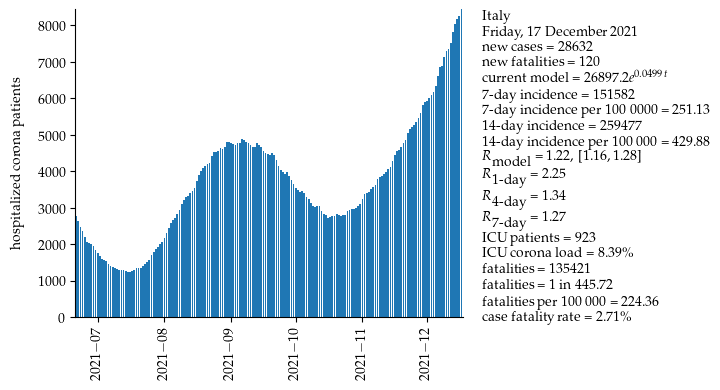 8000
7000
6000
5000
4000
3000
2000
1000
0
hospitalized corona patients
2021−07
2021−08
2021−09
2021−10
2021−11
2021−12
Italy
Friday, 17 December 2021
new cases = 28632
new fatalities = 120
current model = 26897.2e^0.0499 t
7-day incidence = 151582
7-day incidence per 100 0000 = 251.13
14-day incidence = 259477
14-day incidence per 100 000 = 429.88
R_model = 1.22, [1.16, 1.28]
R_1-day = 2.25
R_4-day = 1.34
R_7-day = 1.27
ICU patients = 923
ICU corona load = 8.39%
fatalities = 135421
fatalities = 1 in 445.72
fatalities per 100 000 = 224.36
case fatality rate = 2.71%